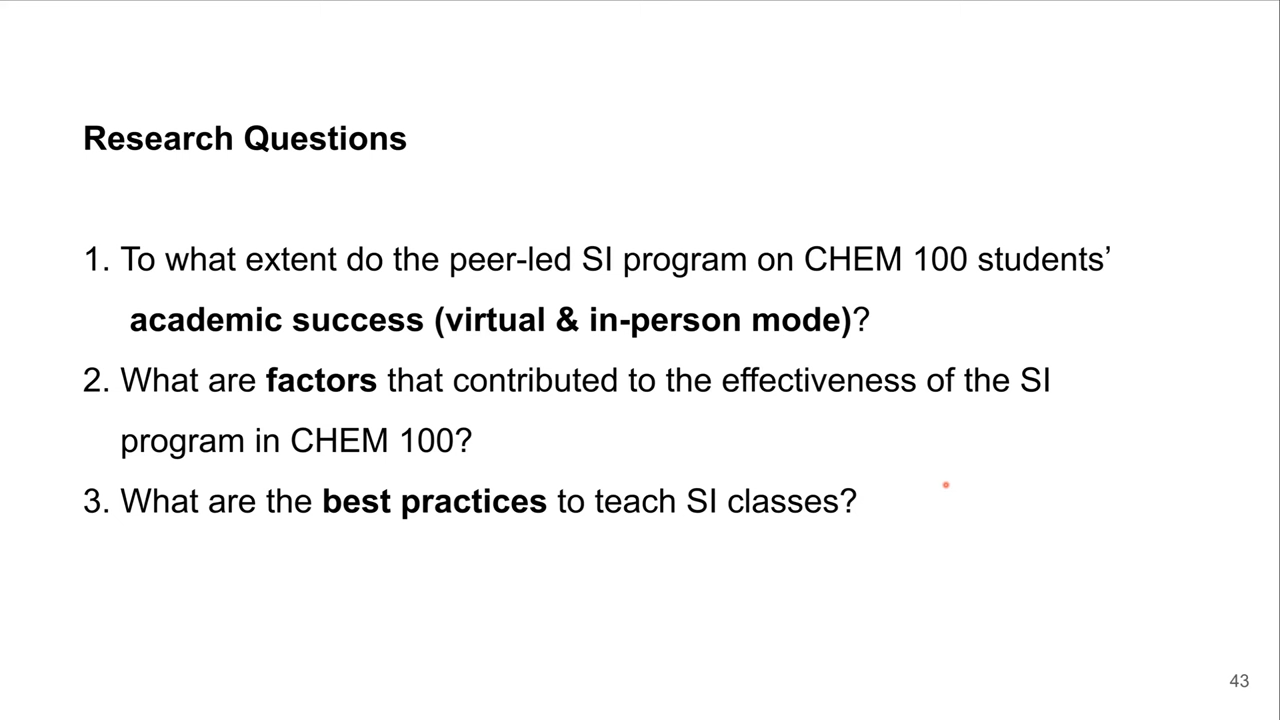 Research Questions
1. To what extent do the peer-led SI program on CHEM 100 students’
academic success (virtual & in-person mode)?
2. What are factors that contributed to the effectiveness of the SI
program in CHEM 100?
3. What are the best practices to teach SI classes?
43